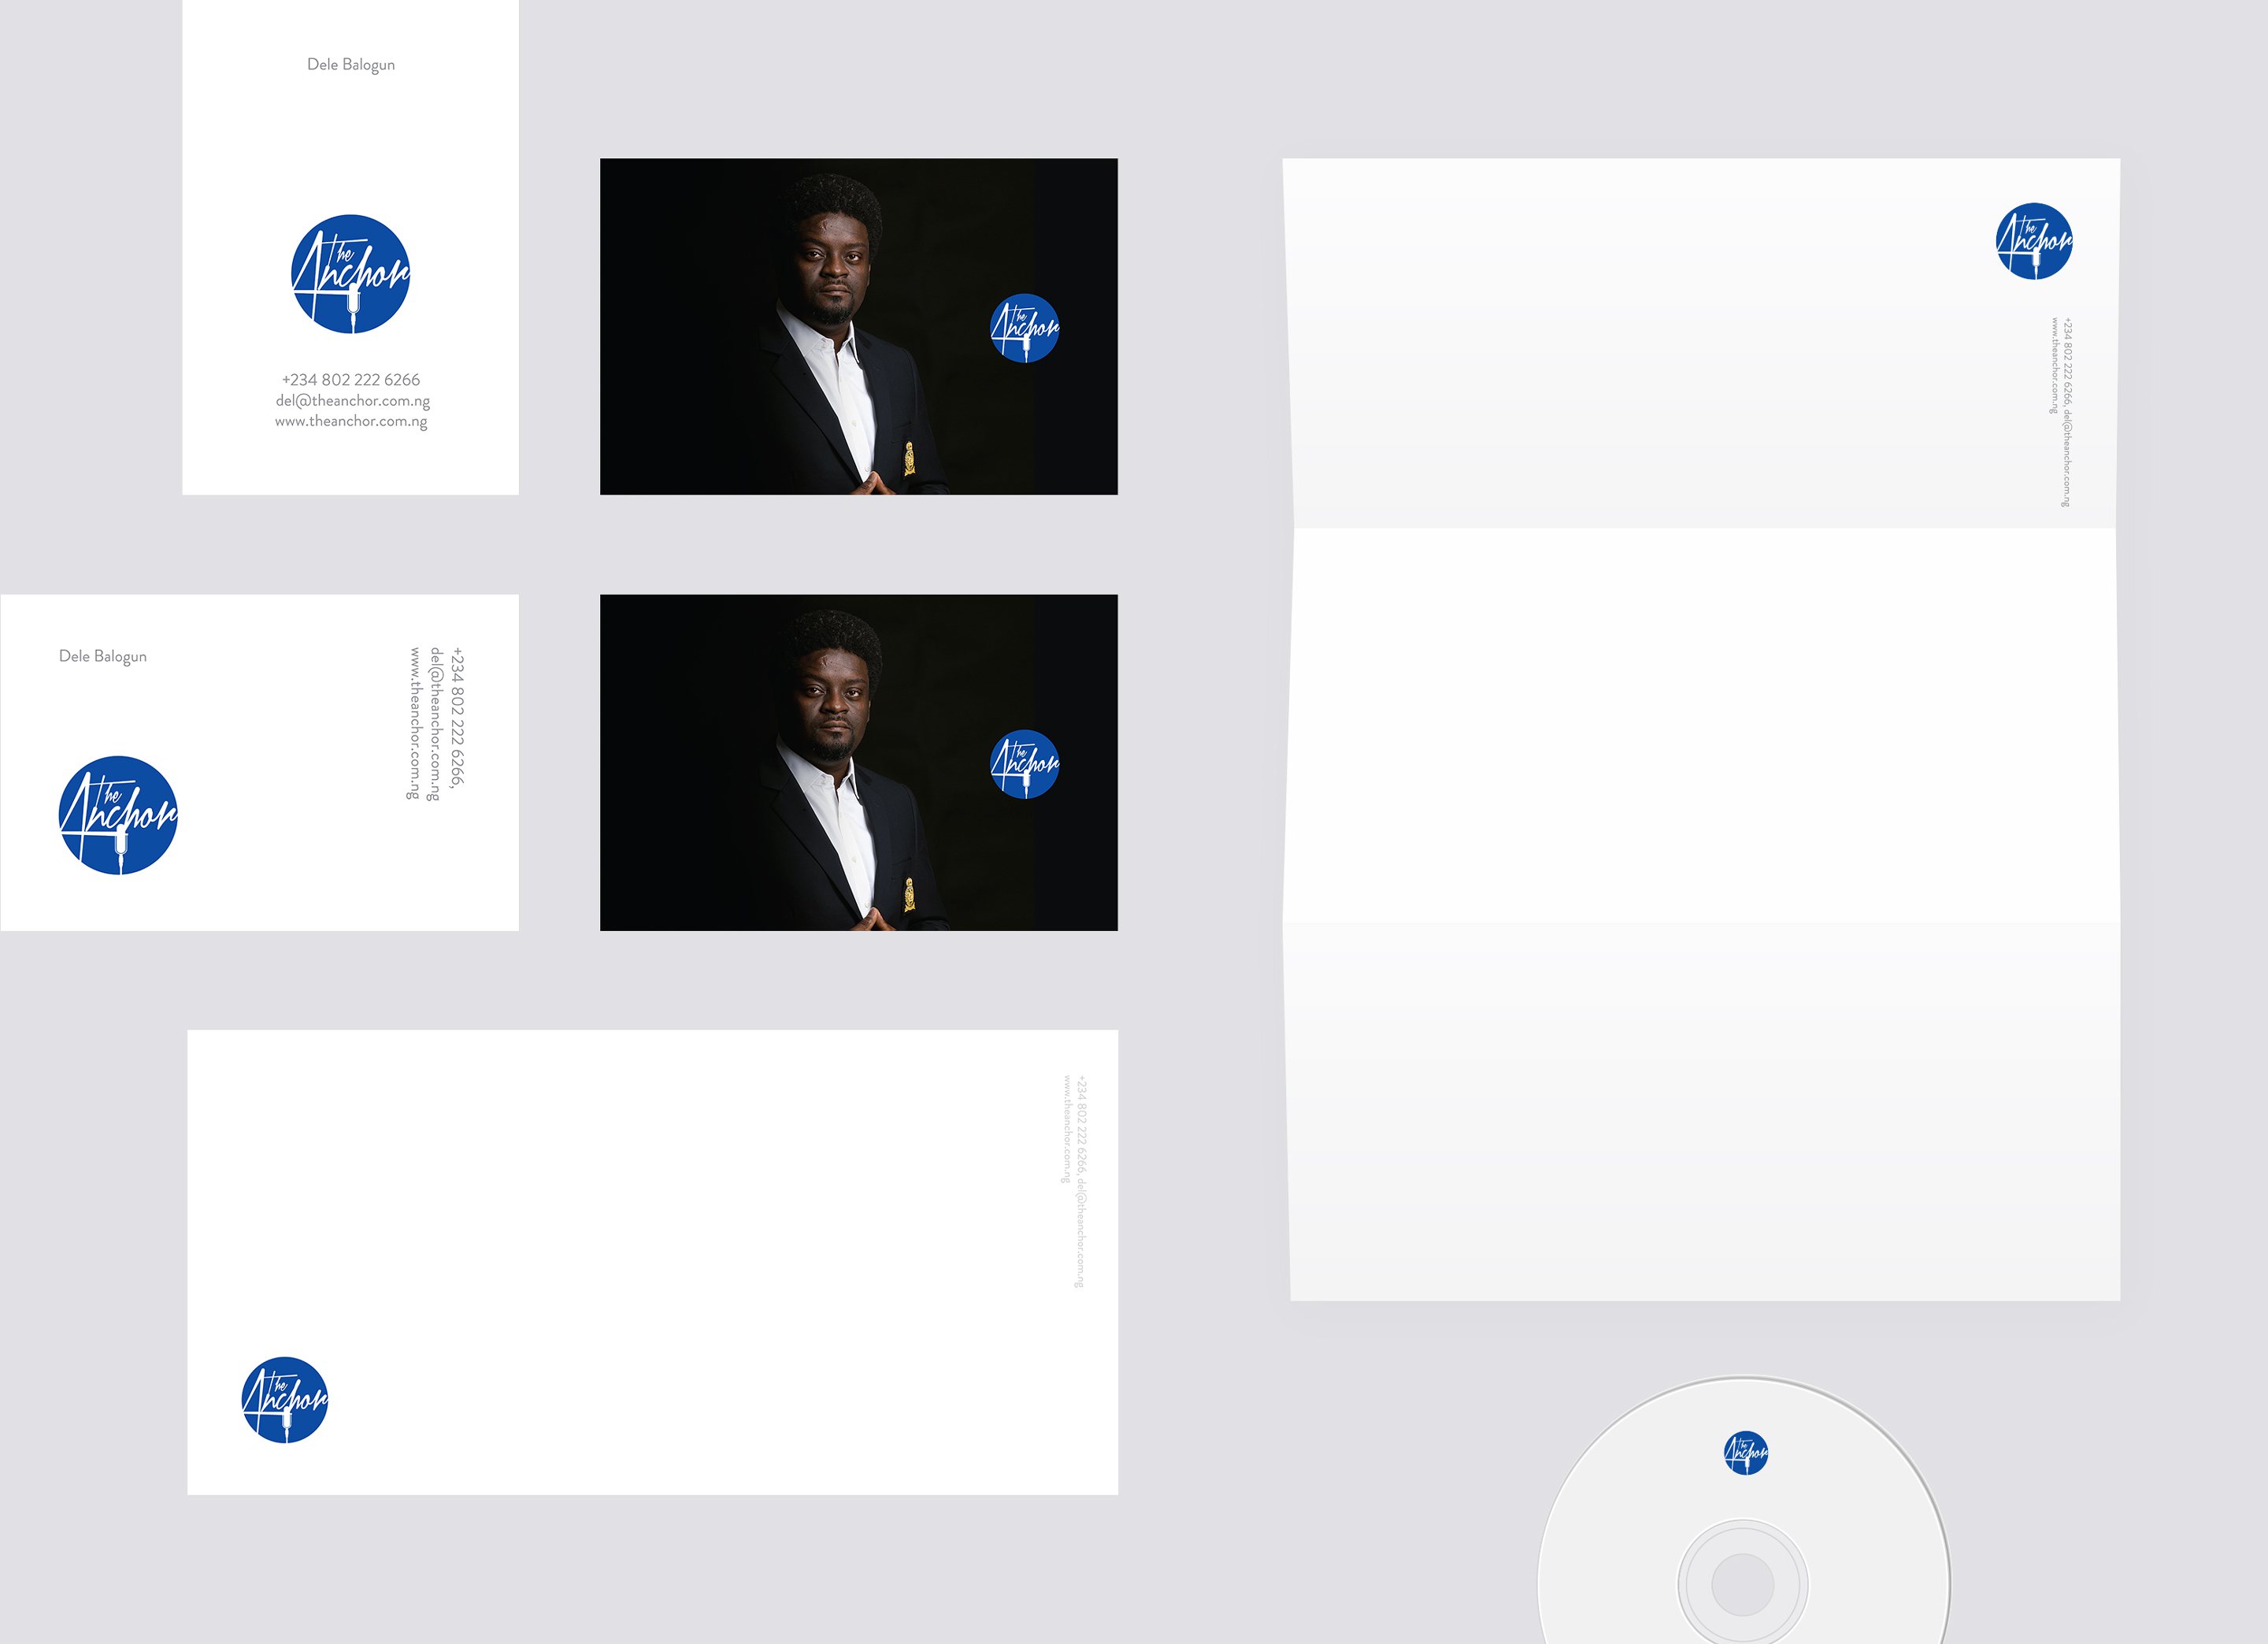 Dele Balogun
The
Anchor
+234 802 222 6266
del@theanchor.com.ng
www.theanchor.com.ng
The
Anchor
The
Anchor
+234 802 222 6266, del@theanchor.com.ng
www.theanchor.com.ng
Dele Balogun
The
Anchor
+234 802 222 6266,
del@theanchor.com.ng
www.theanchor.com.ng
The
Anchor
+234 802 222 6266, del@theanchor.com.ng
www.theanchor.com.ng
The
Anchor
The
Anchor